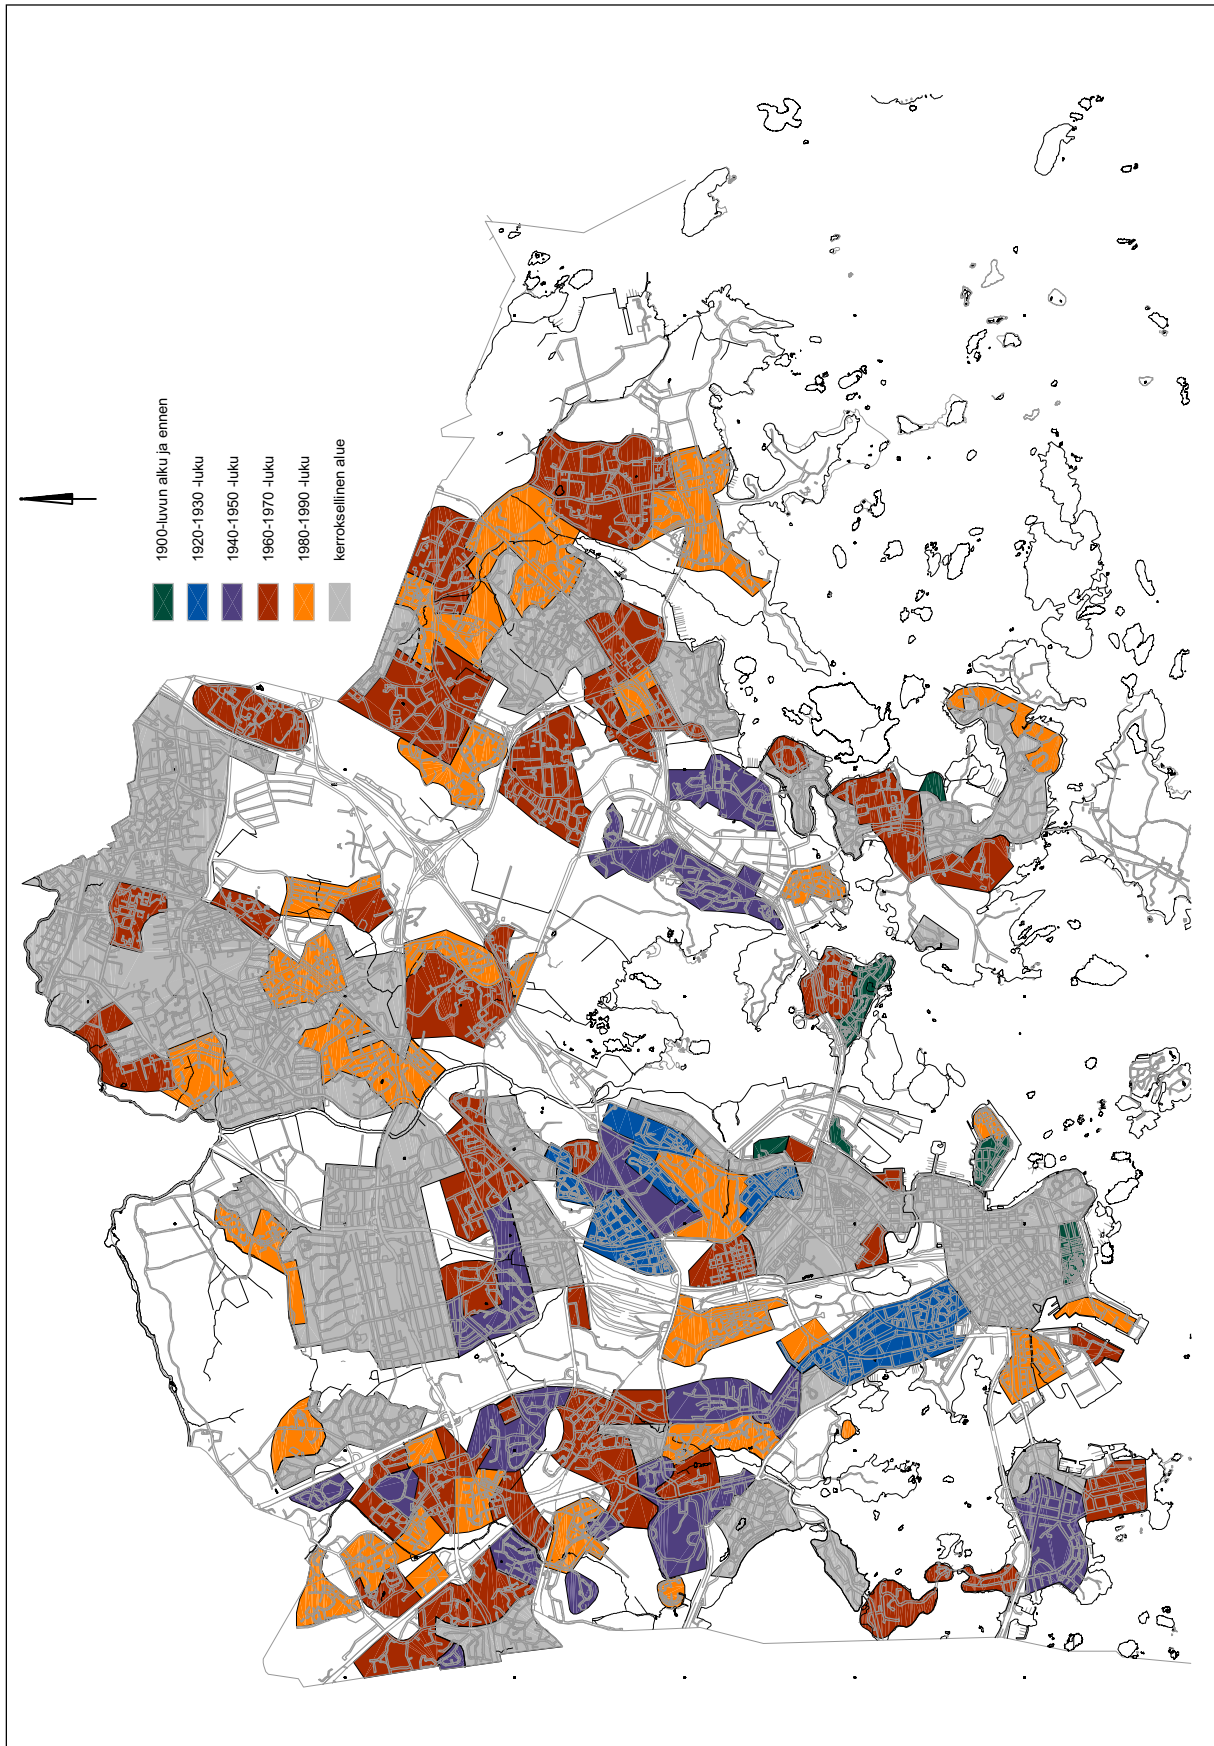 1900-luvun alku ja ennen
1920-1930 -luku
1940-1950 -luku
1960-1970 -luku
1980-1990 -luku
kerroksellinen alue